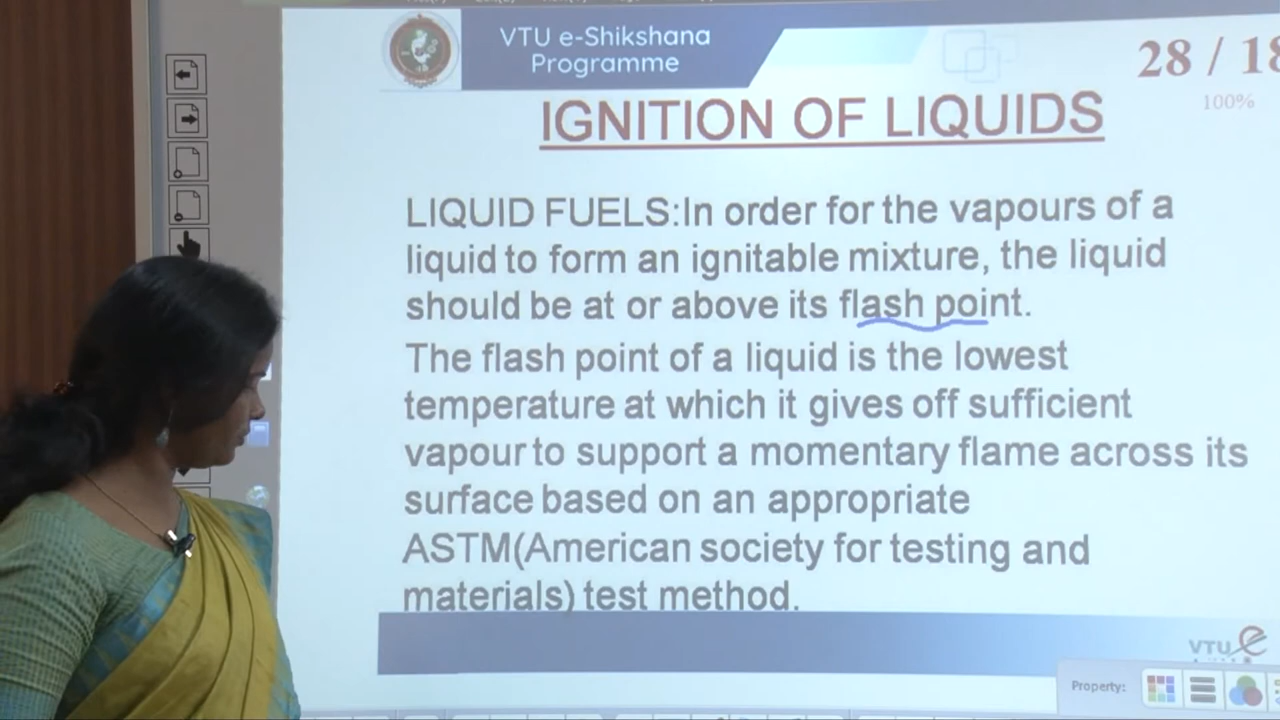 VTU e-Shikshana
Programme
28 / 18
100%
IGNITION OF LIQUIDS
LIQUID FUELS:In order for the vapours of a
liquid to form an ignitable mixture, the liquid
should be at or above its flash point.
The flash point of a liquid is the lowest
temperature at which it gives off sufficient
vapour to support a momentary flame across its
surface based on an appropriate
ASTM(American society for testing and
materials) test method.
VTU e
Property: